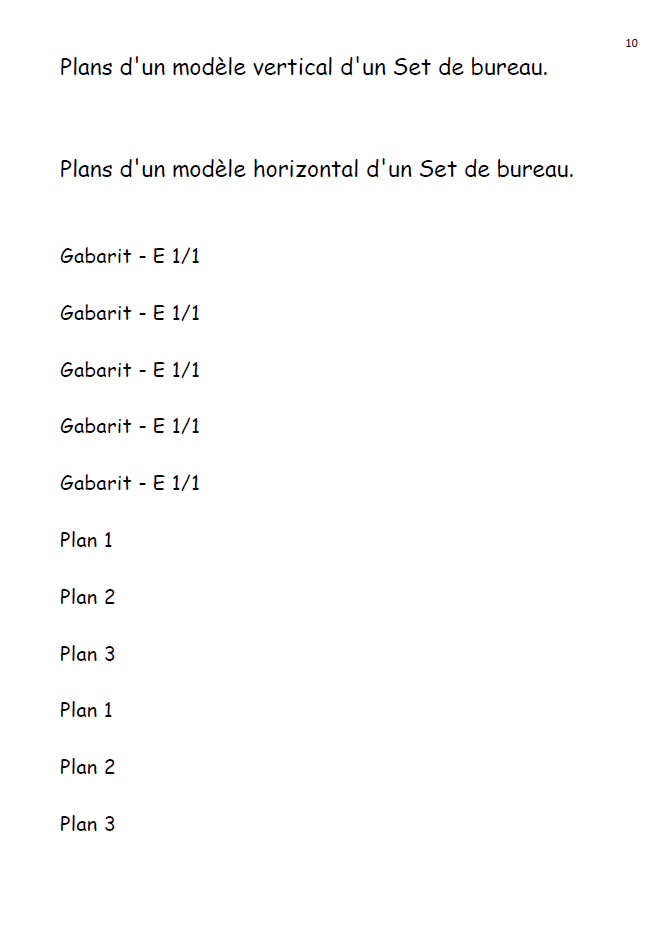 10
Plans d'un modèle vertical d'un Set de bureau.
Plans d'un modèle horizontal d'un Set de bureau.
Gabarit - E 1/1
Gabarit - E 1/1
Gabarit - E 1/1
Gabarit - E 1/1
Gabarit - E 1/1
Plan 1
Plan 2
Plan 3
Plan 1
Plan 2
Plan 3